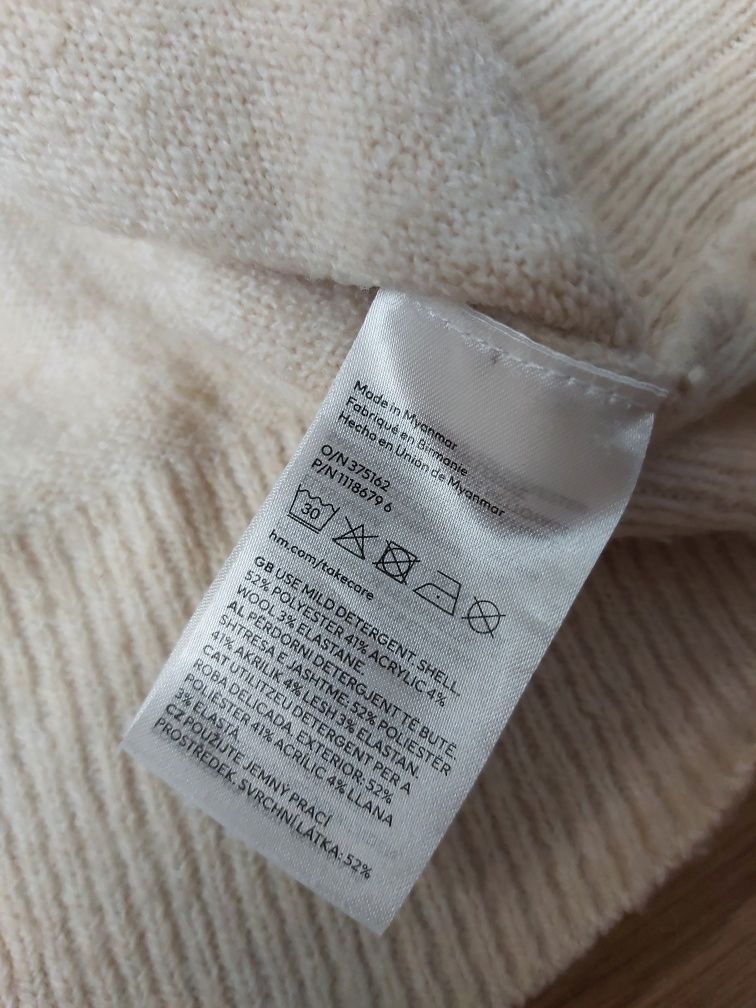 Made in Myanmar
Fabriqué en Birmanie
Hecho en Unión de Myanmar
O/N 375162
P/N 1118679 6
30
hm.com/takecare
GB USE MILD DETERGENT. SHELL.
52% POLYESTER 41% ACRYLIC 4%
WOOL 3% ELASTANE
AL PËRDORNI DETERGJENT TË BUTË.
SHTRESA E JASHTME. 52% POLIESTËR
41% AKRILIK 4% LESH 3% ELASTAN.
CAT UTILITZEU DETERGENT PER A
ROBA DELICADA. EXTERIOR: 52%
POLIÈSTER 41% ACRÍLIC 4% LLANA
3% ELASTÀ
CZ POUŽIJTE JEMNÝ PRACÍ
PROSTŘEDEK. SVRCHNÍ LÁTKA: 52%